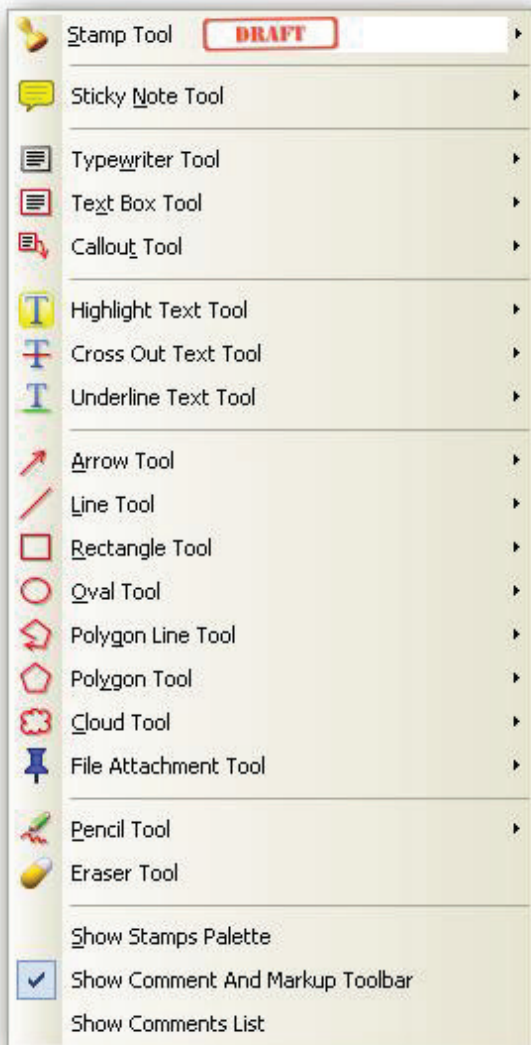 Stamp Tool DRAFT
Sticky Note Tool
Typewriter Tool
Text Box Tool
Callout Tool
Highlight Text Tool
Cross Out Text Tool
Underline Text Tool
Arrow Tool
Line Tool
Rectangle Tool
Oval Tool
Polygon Line Tool
Polygon Tool
Cloud Tool
File Attachment Tool
Pencil Tool
Eraser Tool
Show Stamps Palette
Show Comment And Markup Toolbar
Show Comments List